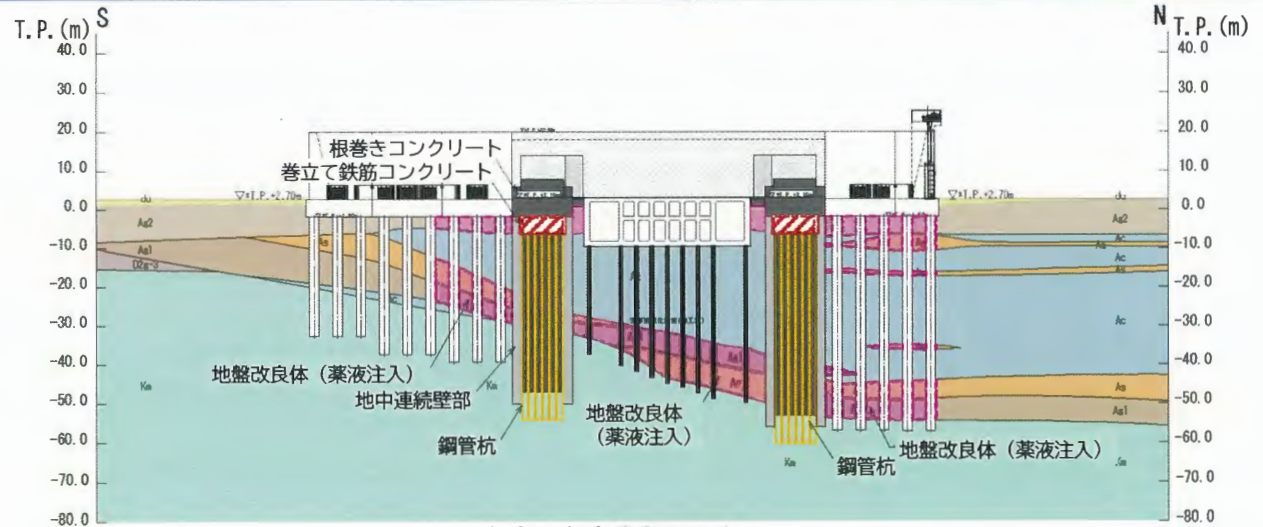 S
T.P.(m)
40.0
30.0
20.0
10.0
0.0
-10.0
-20.0
-30.0
-40.0
-50.0
-60.0
-70.0
-80.0
N
T.P.(m)
40.0
30.0
20.0
10.0
0.0
-10.0
-20.0
-30.0
-40.0
-50.0
-60.0
-70.0
-80.0
根巻きコンクリート
巻立て鉄筋コンクリート
▽*T.P.+2.70m
▽*T.P.+2.70m
du
As2
As1
D2s-3
As
Km
Km
du
As2
Ac
As
Ac
As
Ac
As
As1
Km
地盤改良体(薬液注入)
地中連続壁部
鋼管杭
地盤改良体
(薬液注入)
鋼管杭
地盤改良体(薬液注入)